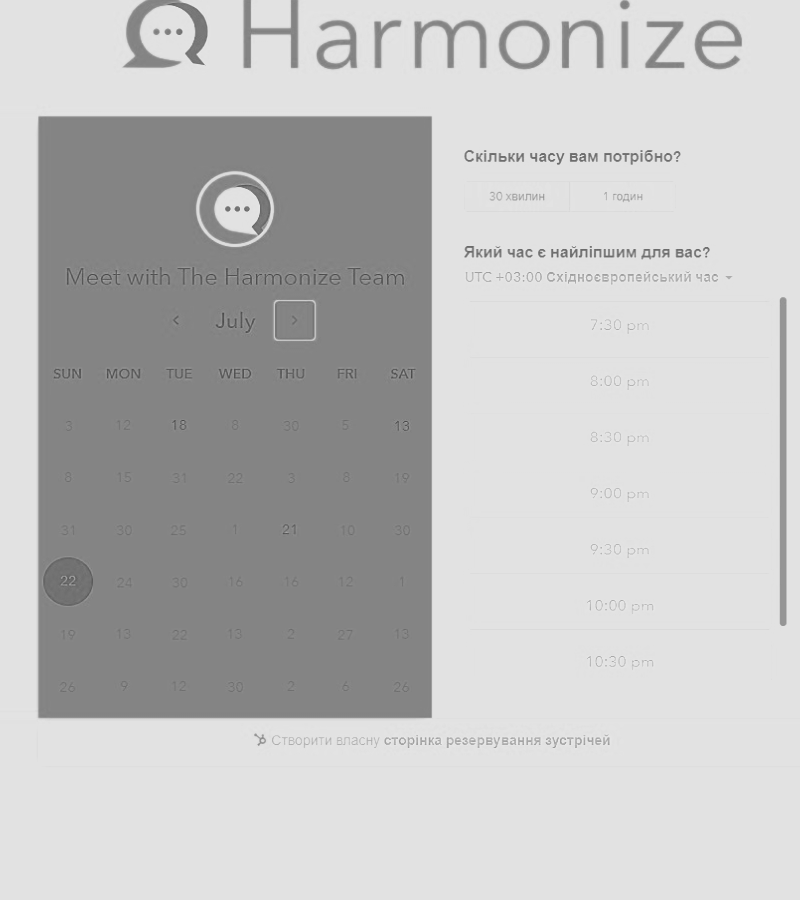 Harmonize
Meet with The Harmonize Team
July
SUN MON TUE WED THU FRI SAT
3 12 18 8 30 5 13
8 15 31 22 3 8 19
31 30 25 1 21 10 30
22 24 30 16 16 12 1
19 13 22 13 2 27 13
26 9 12 30 2 6 26
Скільки часу вам потрібно?
30 хвилин 1 годин
Який час є найліпшим для вас?
UTC +03:00 Східноєвропейський час
7:30 pm
8:00 pm
8:30 pm
9:00 pm
9:30 pm
10:00 pm
10:30 pm
Створити власну сторінка резервування зустрічей